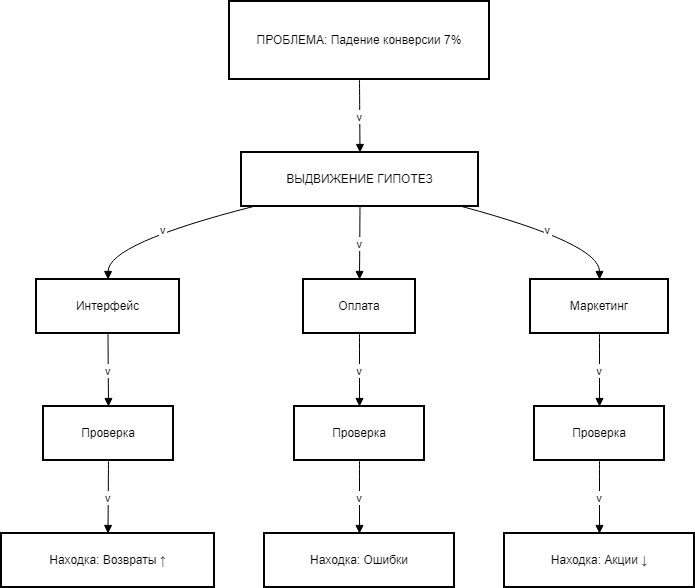 ПРОБЛЕМА: Падение конверсии 7%
v
ВЫДВИЖЕНИЕ ГИПОТЕЗ
v v v
Интерфейс Оплата Маркетинг
v v v
Проверка Проверка Проверка
v v v
Находка: Возвраты ↑ Находка: Ошибки Находка: Акции ↓